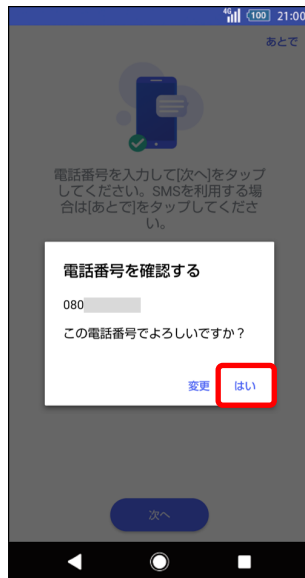 4G 100 21:00
あとで
電話番号を入力して[次へ]をタップ
してください。SMSを利用する場
合は[あとで]をタップしてくださ
い。
電話番号を確認する
080
この電話番号でよろしいですか？
変更 はい
次へ